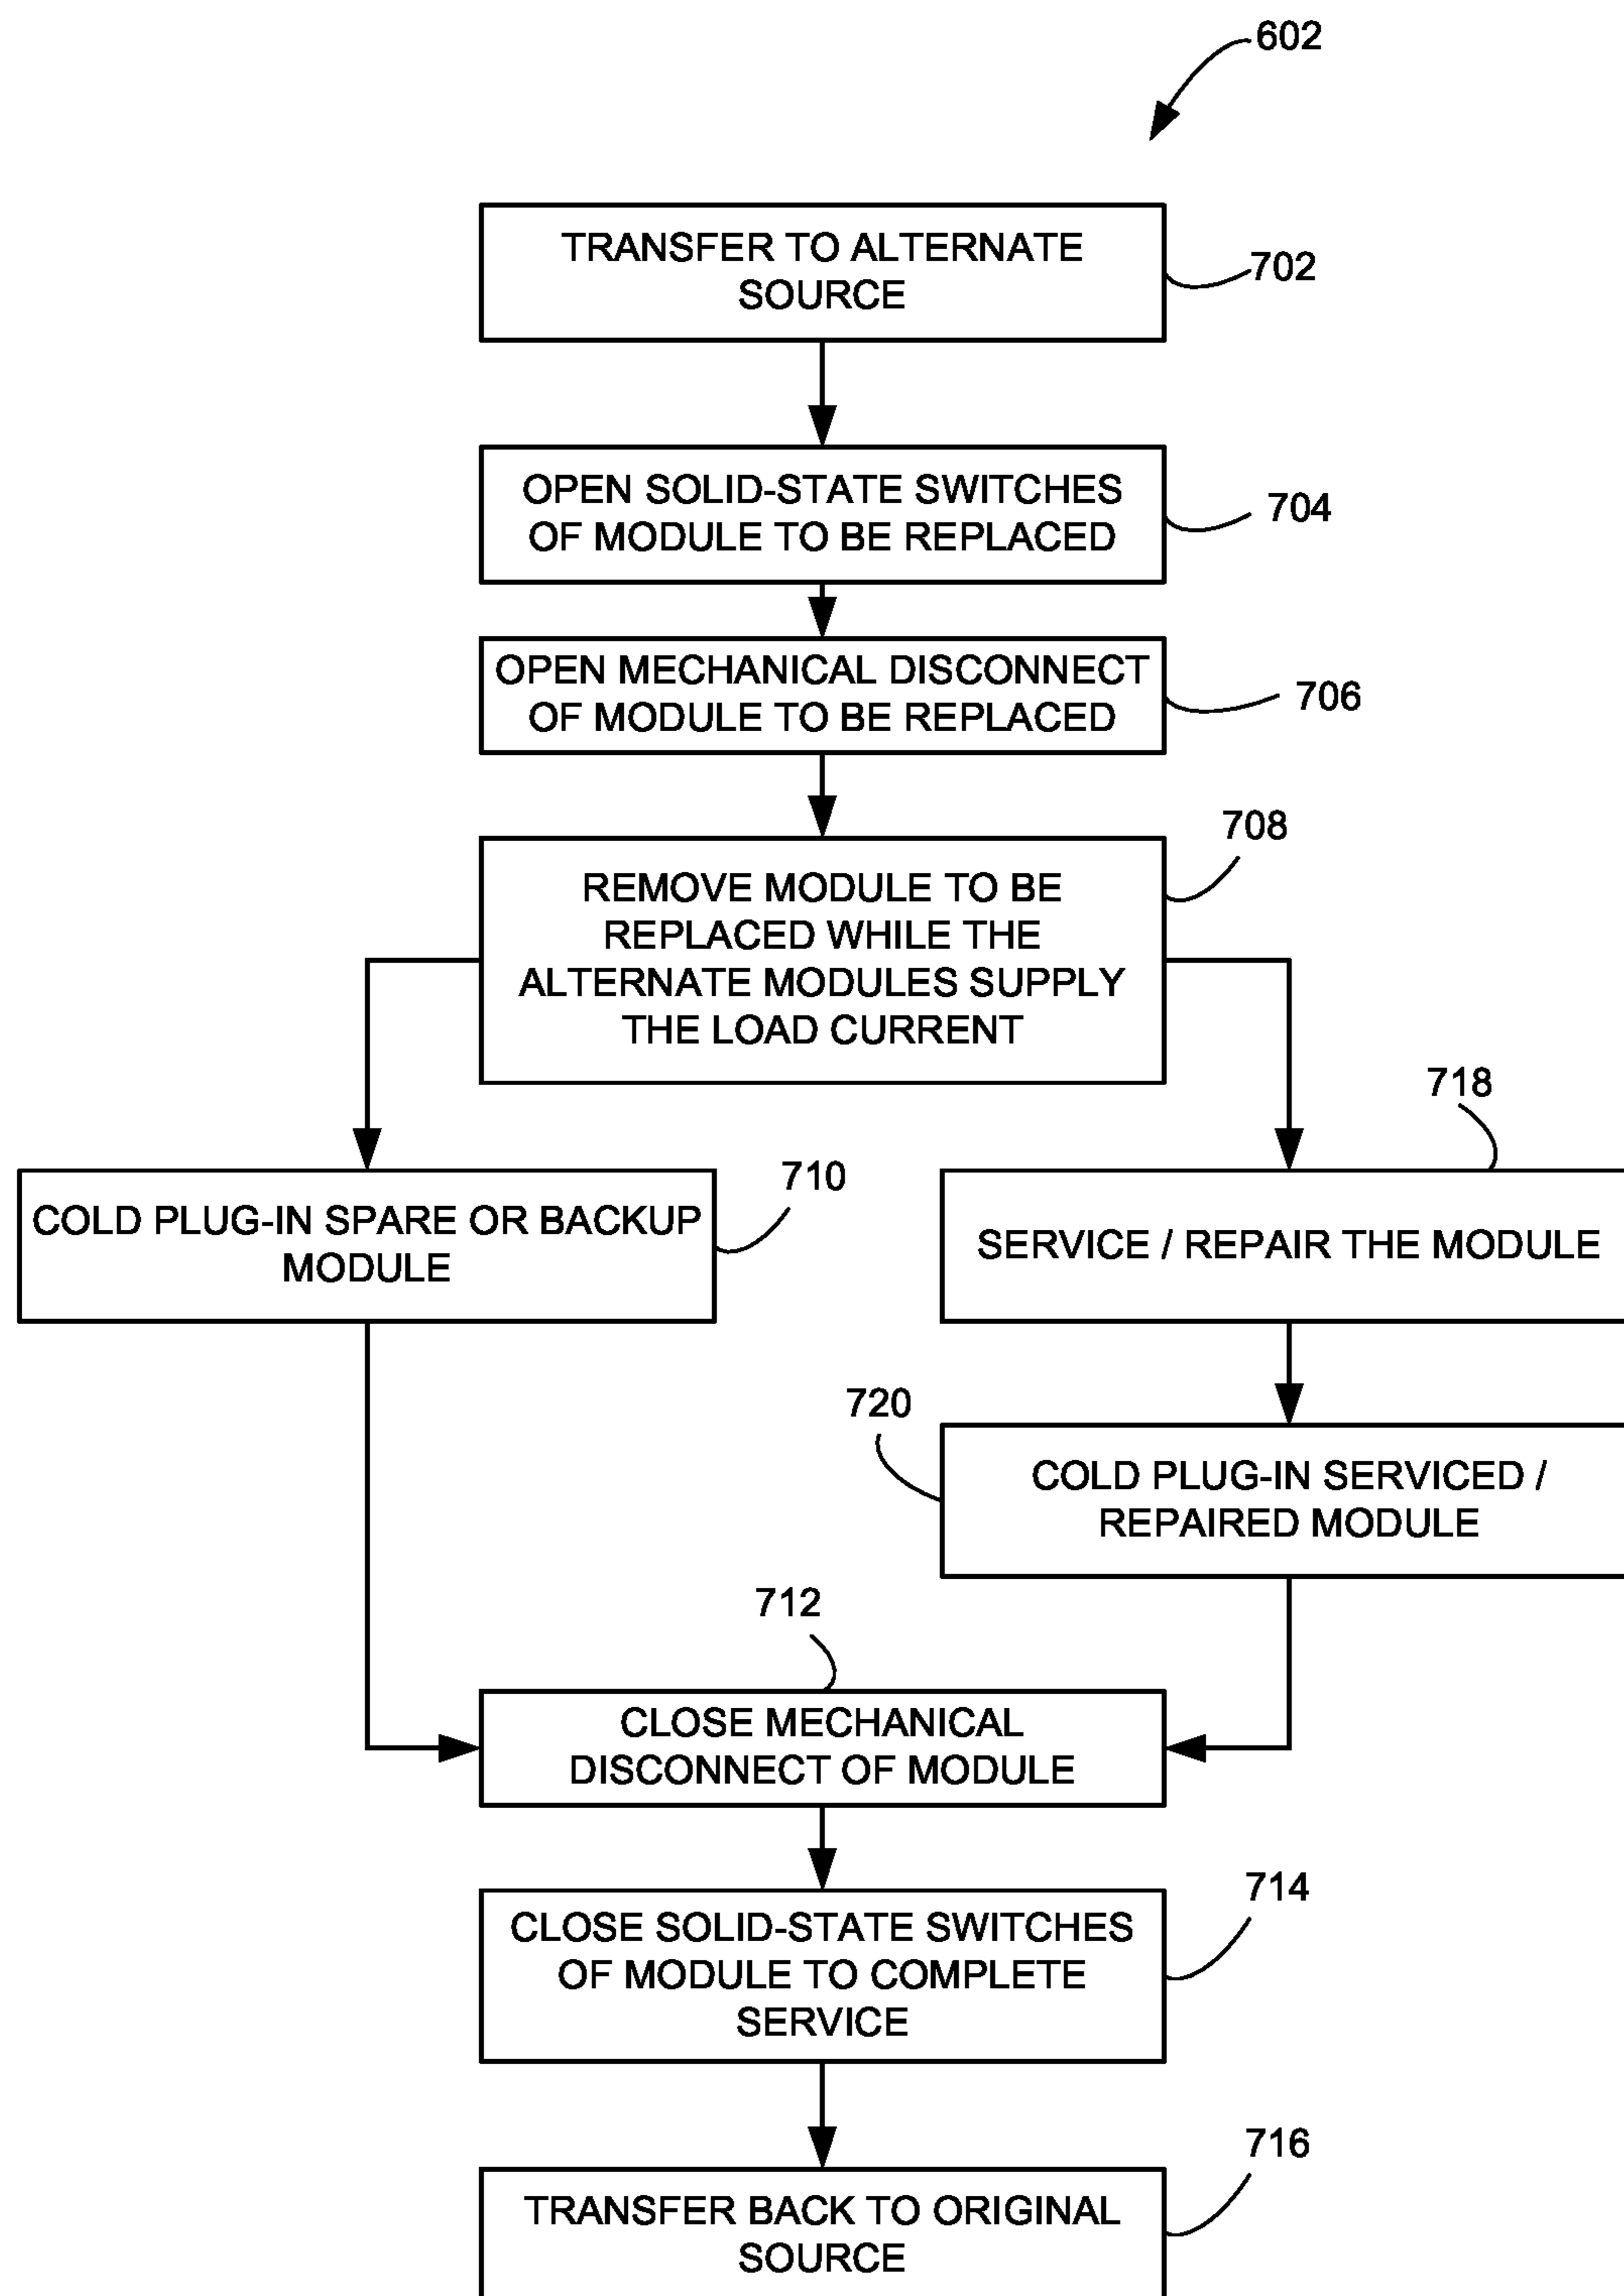 602
TRANSFER TO ALTERNATE
SOURCE
702
OPEN SOLID-STATE SWITCHES
OF MODULE TO BE REPLACED
704
OPEN MECHANICAL DISCONNECT
OF MODULE TO BE REPLACED
706
708
REMOVE MODULE TO BE
REPLACED WHILE THE
ALTERNATE MODULES SUPPLY
THE LOAD CURRENT
710
COLD PLUG-IN SPARE OR BACKUP
MODULE
718
SERVICE / REPAIR THE MODULE
720
COLD PLUG-IN SERVICED /
REPAIRED MODULE
712
CLOSE MECHANICAL
DISCONNECT OF MODULE
714
CLOSE SOLID-STATE SWITCHES
OF MODULE TO COMPLETE
SERVICE
716
TRANSFER BACK TO ORIGINAL
SOURCE